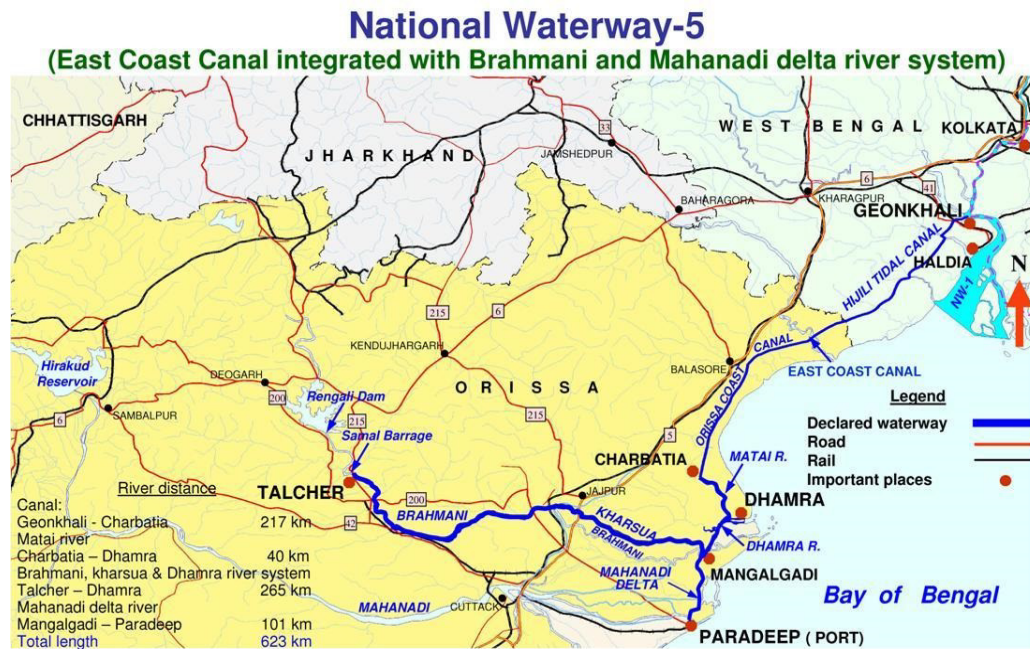 National Waterway-5
(East Coast Canal integrated with Brahmani and Mahanadi delta river system)
CHHATTISGARH
JHARKHAND
WEST BENGAL
KOLKATA
33
JAMSHEDPUR
6
41
BAHARAGORA
KHARAGPUR
GEONKHALI
HALDIA
HIJILI TIDAL CANAL
NW-1
N
215
6
KENDUJHARGARH
Hirakud
Reservoir
DEOGARH
ORISSA
BALASORE
CANAL
ORISSA COAST
EAST COAST CANAL
200
Rengali Dam
6
SAMBALPUR
215
215
Samal Barrage
5
Legend
Declared waterway
Road
Rail
Important places
CHARBATIA
MATAI R.
TALCHER
JAJPUR
DHAMRA
200
BRAHMANI
42
KHARSUA
BRAHMANI
DHAMRA R.
MANGALGADI
MAHANADI
DELTA
Bay of Bengal
MAHANADI
CUTTACK
PARADEEP ( PORT)
River distance
Canal:
Geonkhali - Charbatia 217 km
Matai river
Charbatia – Dhamra 40 km
Brahmani, kharsua & Dhamra river system
Talcher – Dhamra 265 km
Mahanadi delta river
Mangalgadi – Paradeep 101 km
Total length 623 km